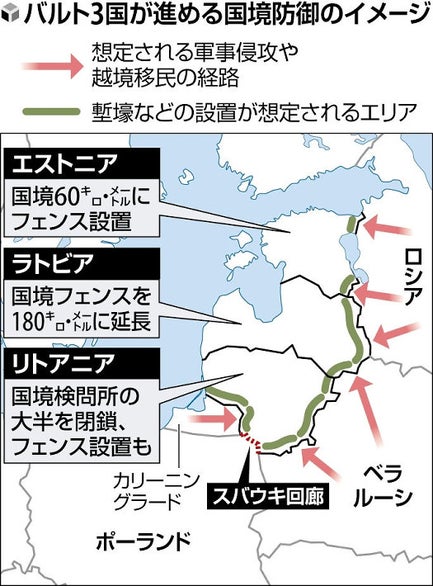 バルト3国が進める国境防御のイメージ
想定される軍事侵攻や
越境移民の経路
塹壕などの設置が想定されるエリア
エストニア
国境60キロ・メートルに
フェンス設置
ラトビア
国境フェンスを
180キロ・メートルに延長
リトアニア
国境検問所の
大半を閉鎖、
フェンス設置も
ロシア
カリーニン
グラード
スバウキ回廊
ベラ
ルーシ
ポーランド